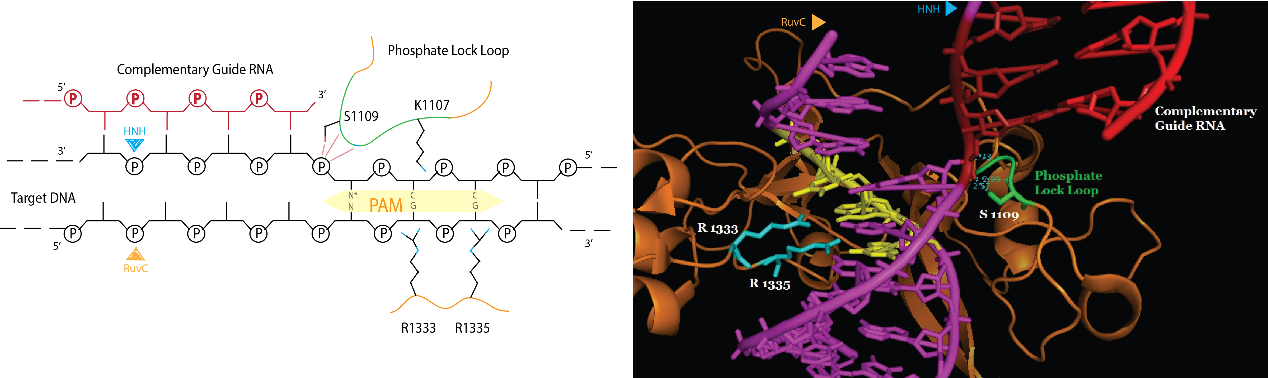 Complementary Guide RNA
Phosphate Lock Loop
5'
P P P P
3'
S1109
K1107
HNH
3'
P P P P P P P
5'
Target DNA
N* C C
PAM
N G G
5'
P P P P P P P P
3'
RuvC
R1333 R1335
RuvC
HNH
Complementary
Guide RNA
Phosphate
Lock Loop
S 1109
R 1333
R 1335